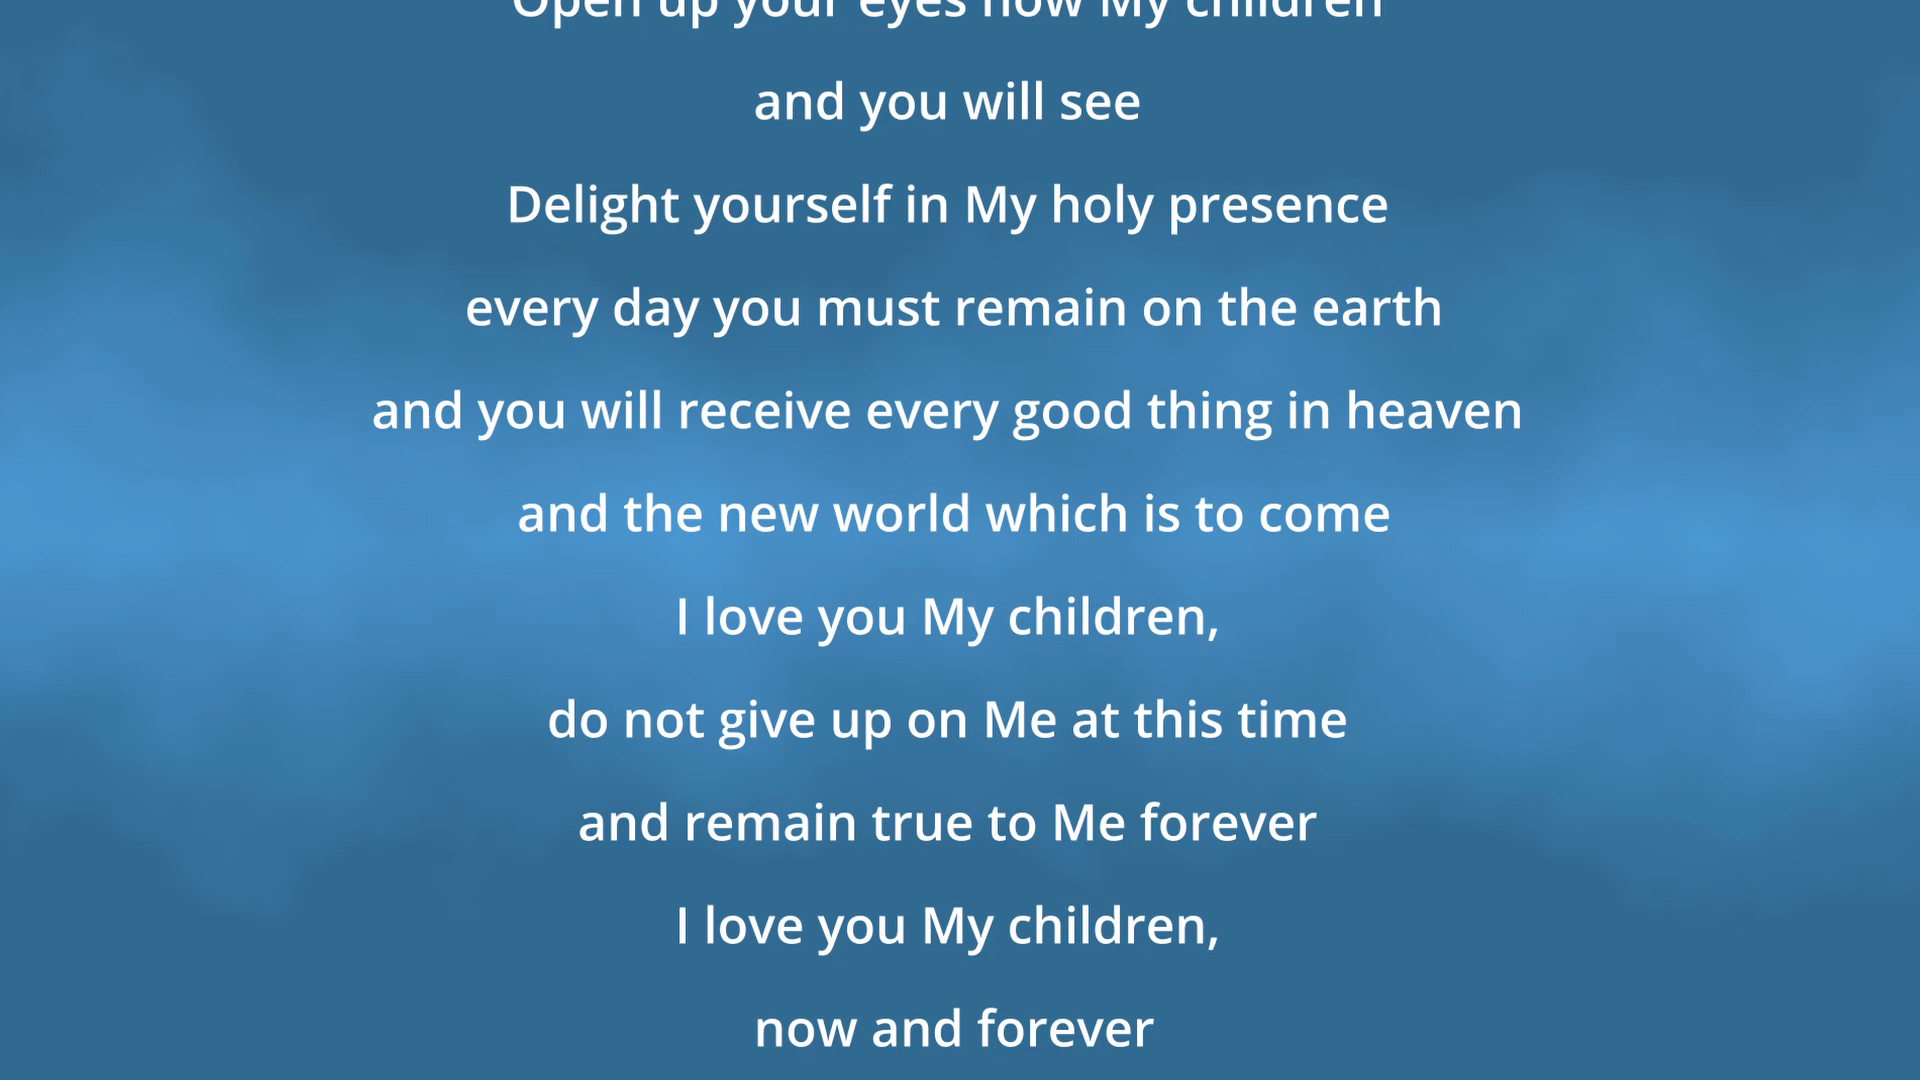 Open up your eyes now My children
and you will see
Delight yourself in My holy presence
every day you must remain on the earth
and you will receive every good thing in heaven
and the new world which is to come
I love you My children,
do not give up on Me at this time
and remain true to Me forever
I love you My children,
now and forever